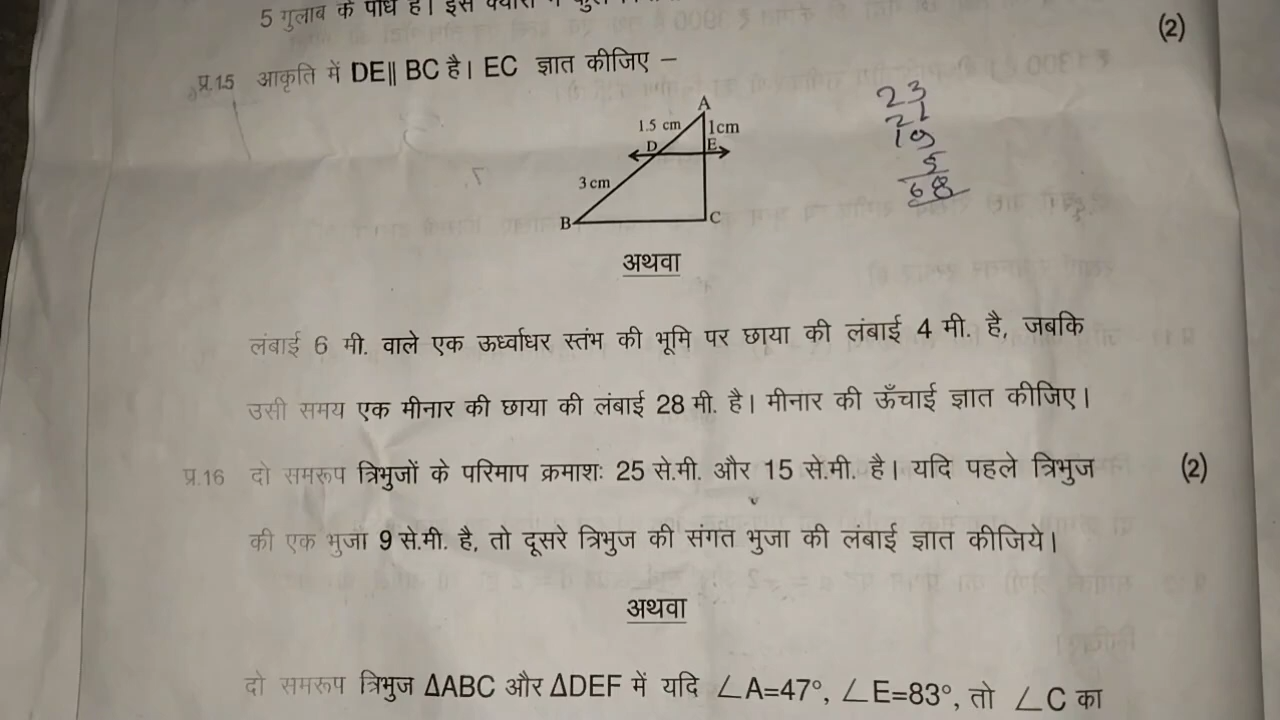 5 गुलाब के पौधे है। इस क्यारी में
(2)
प्र.15 आकृति में DE|| BC है। EC ज्ञात कीजिए –
A
1.5 cm
1cm
D
E
3 cm
B
C
23
21
19
5
68
अथवा
लंबाई 6 मी. वाले एक ऊर्ध्वाधर स्तंभ की भूमि पर छाया की लंबाई 4 मी. है, जबकि
उसी समय एक मीनार की छाया की लंबाई 28 मी. है। मीनार की ऊँचाई ज्ञात कीजिए।
प्र.16 दो समरूप त्रिभुजों के परिमाप क्रमाशः 25 से.मी. और 15 से.मी. है। यदि पहले त्रिभुज (2)
की एक भुजा 9 से.मी. है, तो दूसरे त्रिभुज की संगत भुजा की लंबाई ज्ञात कीजिये।
अथवा
दो समरूप त्रिभुज ΔABC और ΔDEF में यदि ∠A=47°, ∠E=83°, तो ∠C का